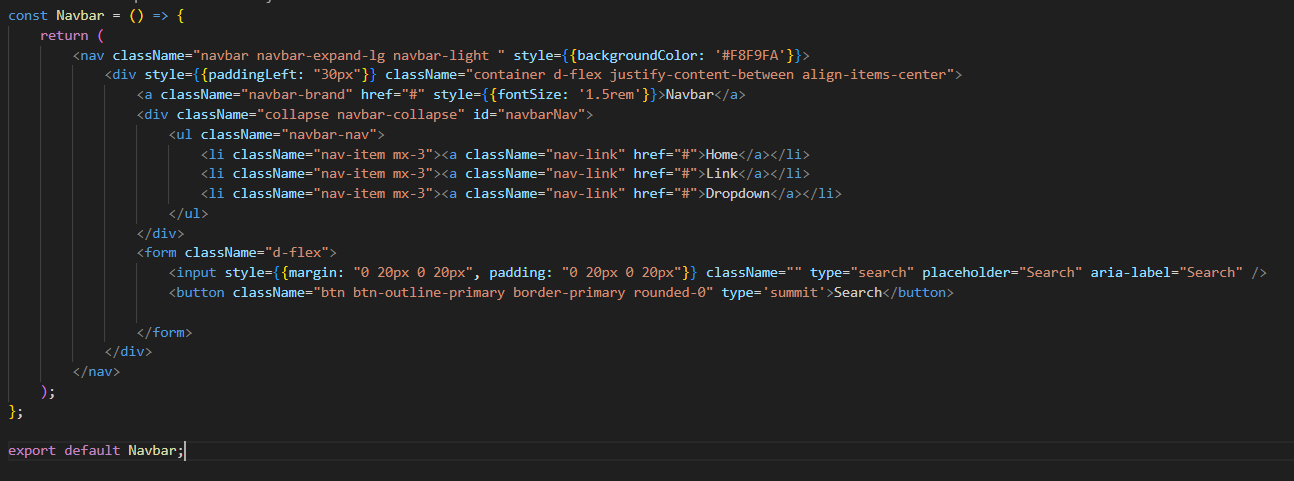 const Navbar = () => {
    return (
        <nav className="navbar navbar-expand-lg navbar-light " style={{backgroundColor: '#F8F9FA'}}>
            <div style={{paddingLeft: "30px"}} className="container d-flex justify-content-between align-items-center">
                <a className="navbar-brand" href="#" style={{fontSize: '1.5rem'}}>Navbar</a>
                <div className="collapse navbar-collapse" id="navbarNav">
                    <ul className="navbar-nav">
                        <li className="nav-item mx-3"><a className="nav-link" href="#">Home</a></li>
                        <li className="nav-item mx-3"><a className="nav-link" href="#">Link</a></li>
                        <li className="nav-item mx-3"><a className="nav-link" href="#">Dropdown</a></li>
                    </ul>
                </div>
                <form className="d-flex">
                    <input style={{margin: "0 20px 0 20px", padding: "0 20px 0 20px"}} className="" type="search" placeholder="Search" aria-label="Search" />
                    <button className="btn btn-outline-primary border-primary rounded-0" type='summit'>Search</button>
                </form>
            </div>
        </nav>
    );
};
export default Navbar;